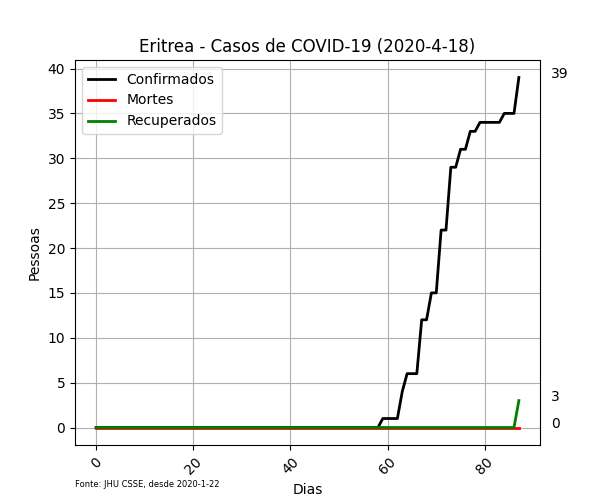 Eritrea - Casos de COVID-19 (2020-4-18)
Confirmados
Mortes
Recuperados
40
35
30
25
20
15
10
5
0
39
3
0
Pessoas
0
20
40
60
80
Fonte: JHU CSSE, desde 2020-1-22
Dias